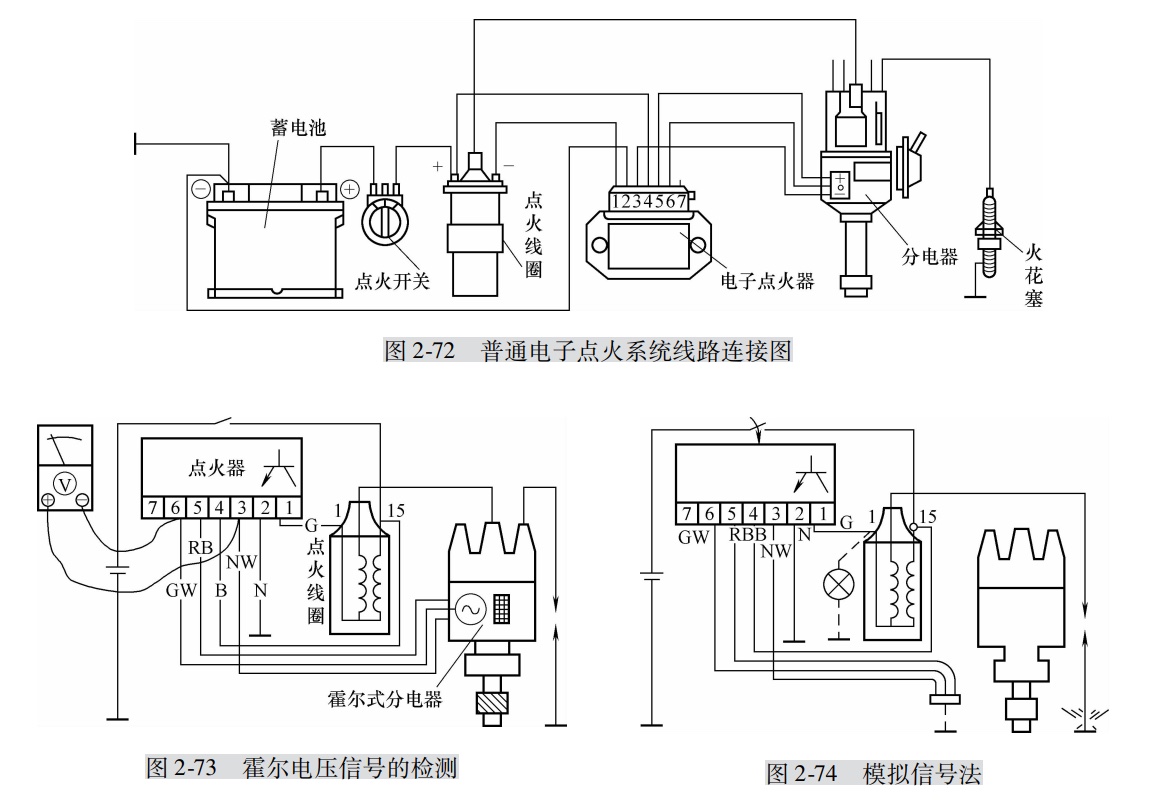 蓄电池
⊖
⊕
+
−
点火线圈
1234567
+
点火开关
电子点火器
分电器
火花塞
图 2-72 普通电子点火系统线路连接图
V
+
−
点火器
7 6 5 4 3 2 1
1
15
G
RB
NW
GW
B
N
点火线圈
霍尔式分电器
图 2-73 霍尔电压信号的检测
7 6 5 4 3 2 1
1
15
G
GW
RB
B
NW
N
图 2-74 模拟信号法